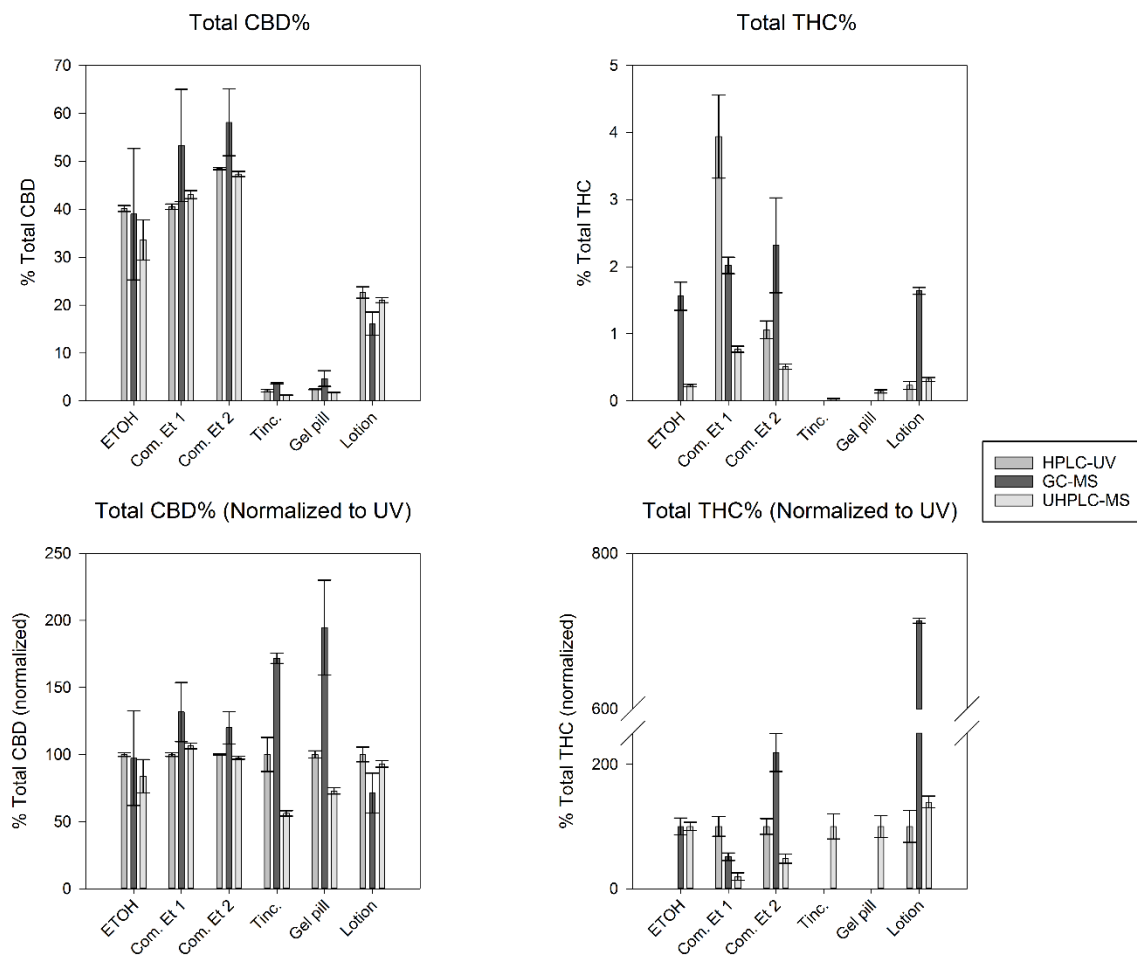 Total CBD%
% Total CBD
70
60
50
40
30
20
10
0
ETOH
Com. Et 1
Com. Et 2
Tinc.
Gel pill
Lotion
Total THC%
% Total THC
5
4
3
2
1
0
ETOH
Com. Et 1
Com. Et 2
Tinc.
Gel pill
Lotion
HPLC-UV
GC-MS
UHPLC-MS
Total CBD% (Normalized to UV)
% Total CBD (normalized)
250
200
150
100
50
0
ETOH
Com. Et 1
Com. Et 2
Tinc.
Gel pill
Lotion
Total THC% (Normalized to UV)
% Total THC (normalized)
800
600
200
0
ETOH
Com. Et 1
Com. Et 2
Tinc.
Gel pill
Lotion